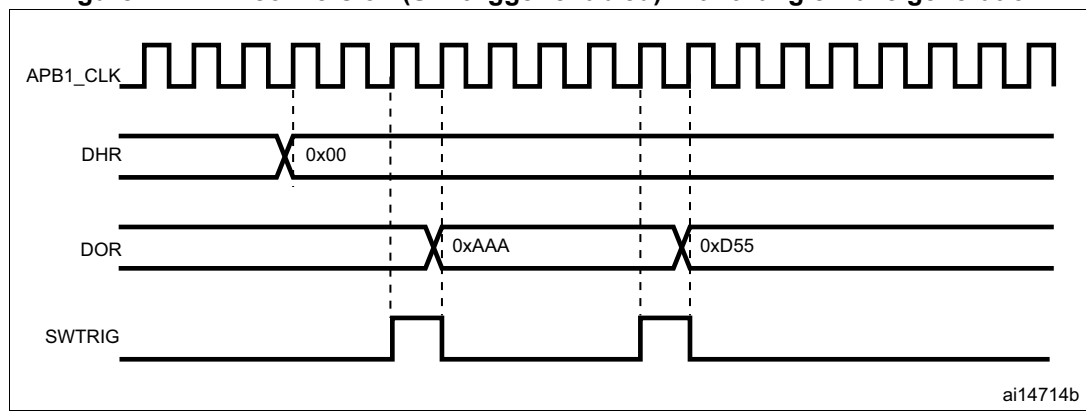 APB1_CLK
DHR
0x00
DOR
0xAAA
0xD55
SWTRIG
ai14714b